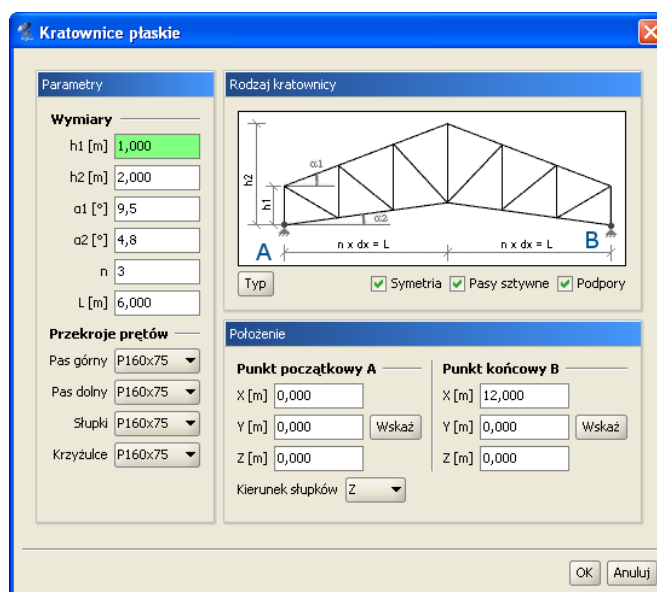 Kratownice płaskie
Parametry
Wymiary
h1 [m] 1,000
h2 [m] 2,000
α1 [°] 9,5
α2 [°] 4,8
n 3
L [m] 6,000
Przekroje prętów
Pas górny P160x75
Pas dolny P160x75
Słupki P160x75
Krzyżulce P160x75
Rodzaj kratownicy
h2
h1
α1
α2
A
B
n x dx = L
n x dx = L
Typ
Symetria
Pasy sztywne
Podpory
Położenie
Punkt początkowy A
X [m] 0,000
Y [m] 0,000 Wskaż
Z [m] 0,000
Punkt końcowy B
X [m] 12,000
Y [m] 0,000 Wskaż
Z [m] 0,000
Kierunek słupków Z
OK
Anuluj